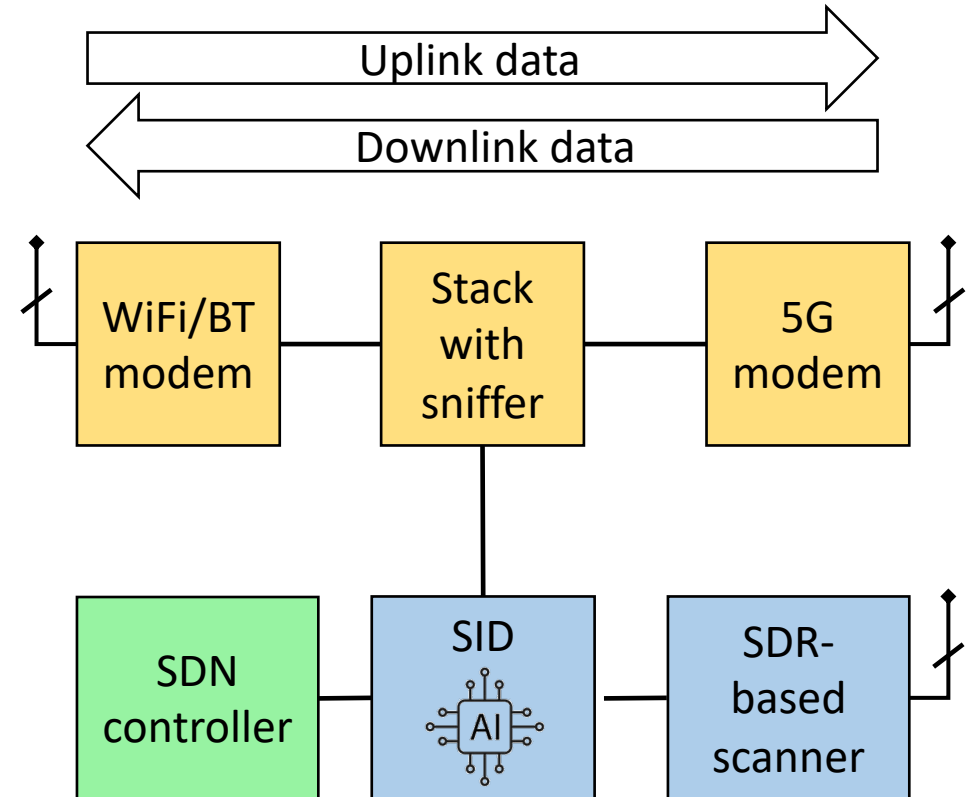 Uplink data
Downlink data
WiFi/BT
modem
Stack
with
sniffer
5G
modem
SDN
controller
SID
AI
SDR-
based
scanner